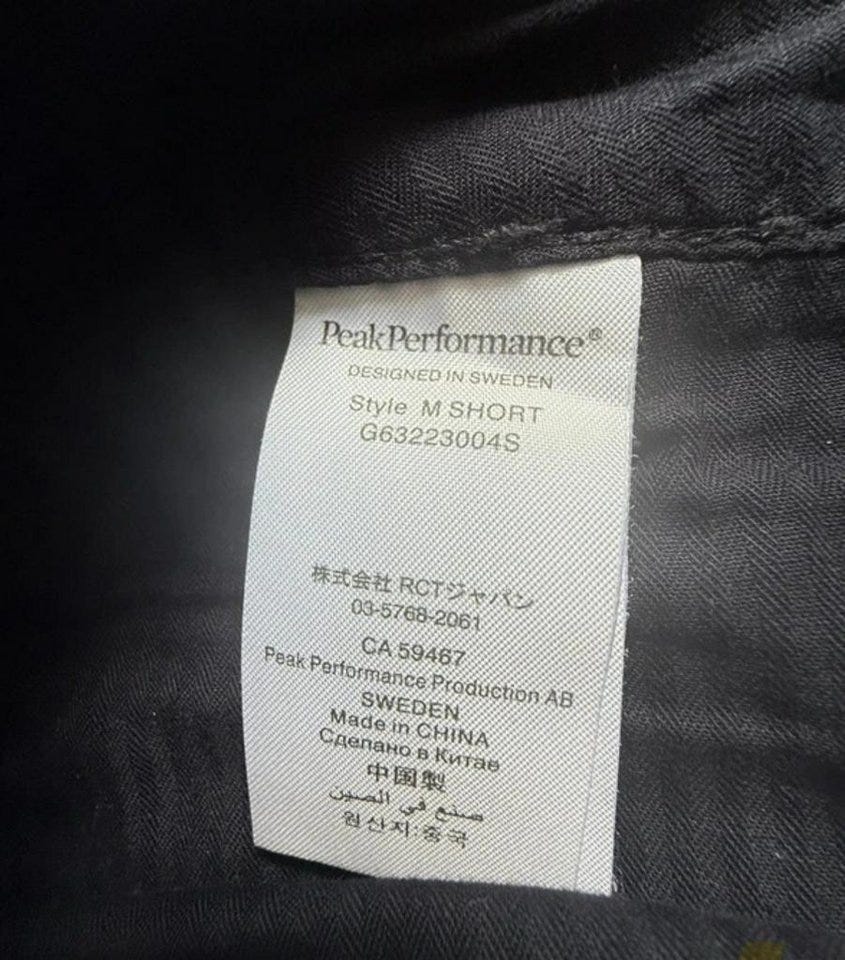 PeakPerformance®
DESIGNED IN SWEDEN
Style M SHORT
G63223004S
株式会社 RCTジャパン
03-5768-2061
CA 59467
Peak Performance Production AB
SWEDEN
Made in CHINA
Сделано в Китае
中国製
صنع في الصين
원산지:중국